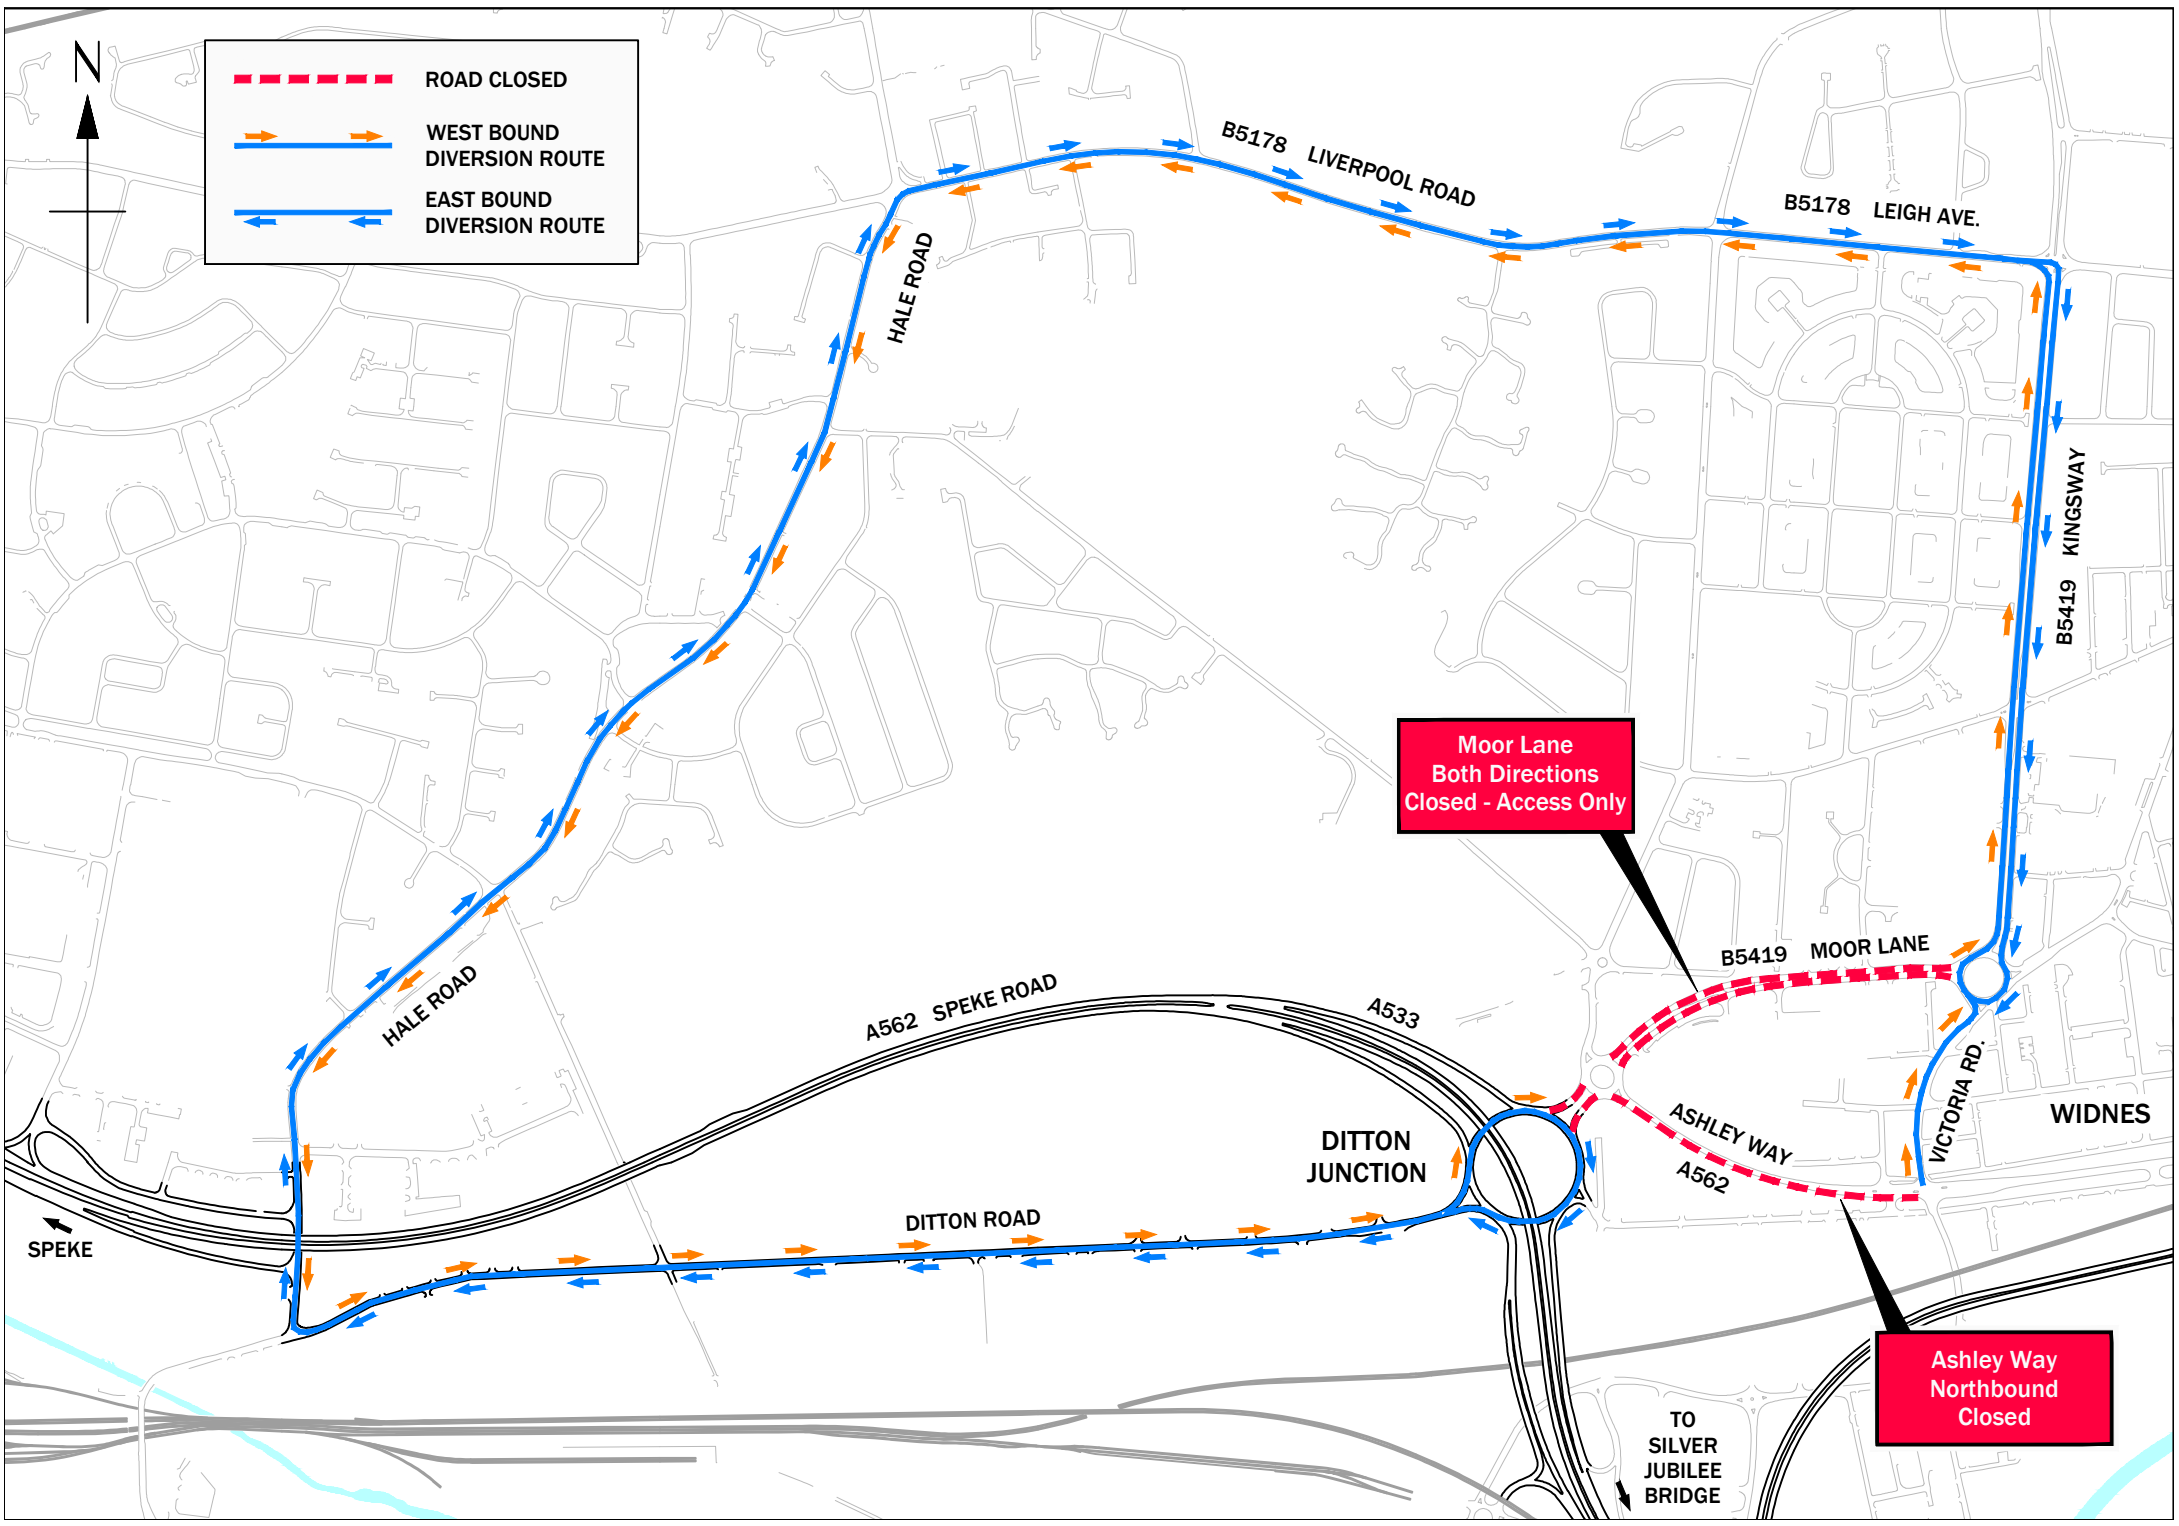 N
ROAD CLOSED
WEST BOUND
DIVERSION ROUTE
EAST BOUND
DIVERSION ROUTE
B5178 LIVERPOOL ROAD
B5178 LEIGH AVE.
HALE ROAD
B5419 KINGSWAY
Moor Lane
Both Directions
Closed - Access Only
B5419 MOOR LANE
HALE ROAD
A562 SPEKE ROAD
A533
ASHLEY WAY
A562
VICTORIA RD.
WIDNES
DITTON
JUNCTION
DITTON ROAD
SPEKE
Ashley Way
Northbound
Closed
TO
SILVER
JUBILEE
BRIDGE